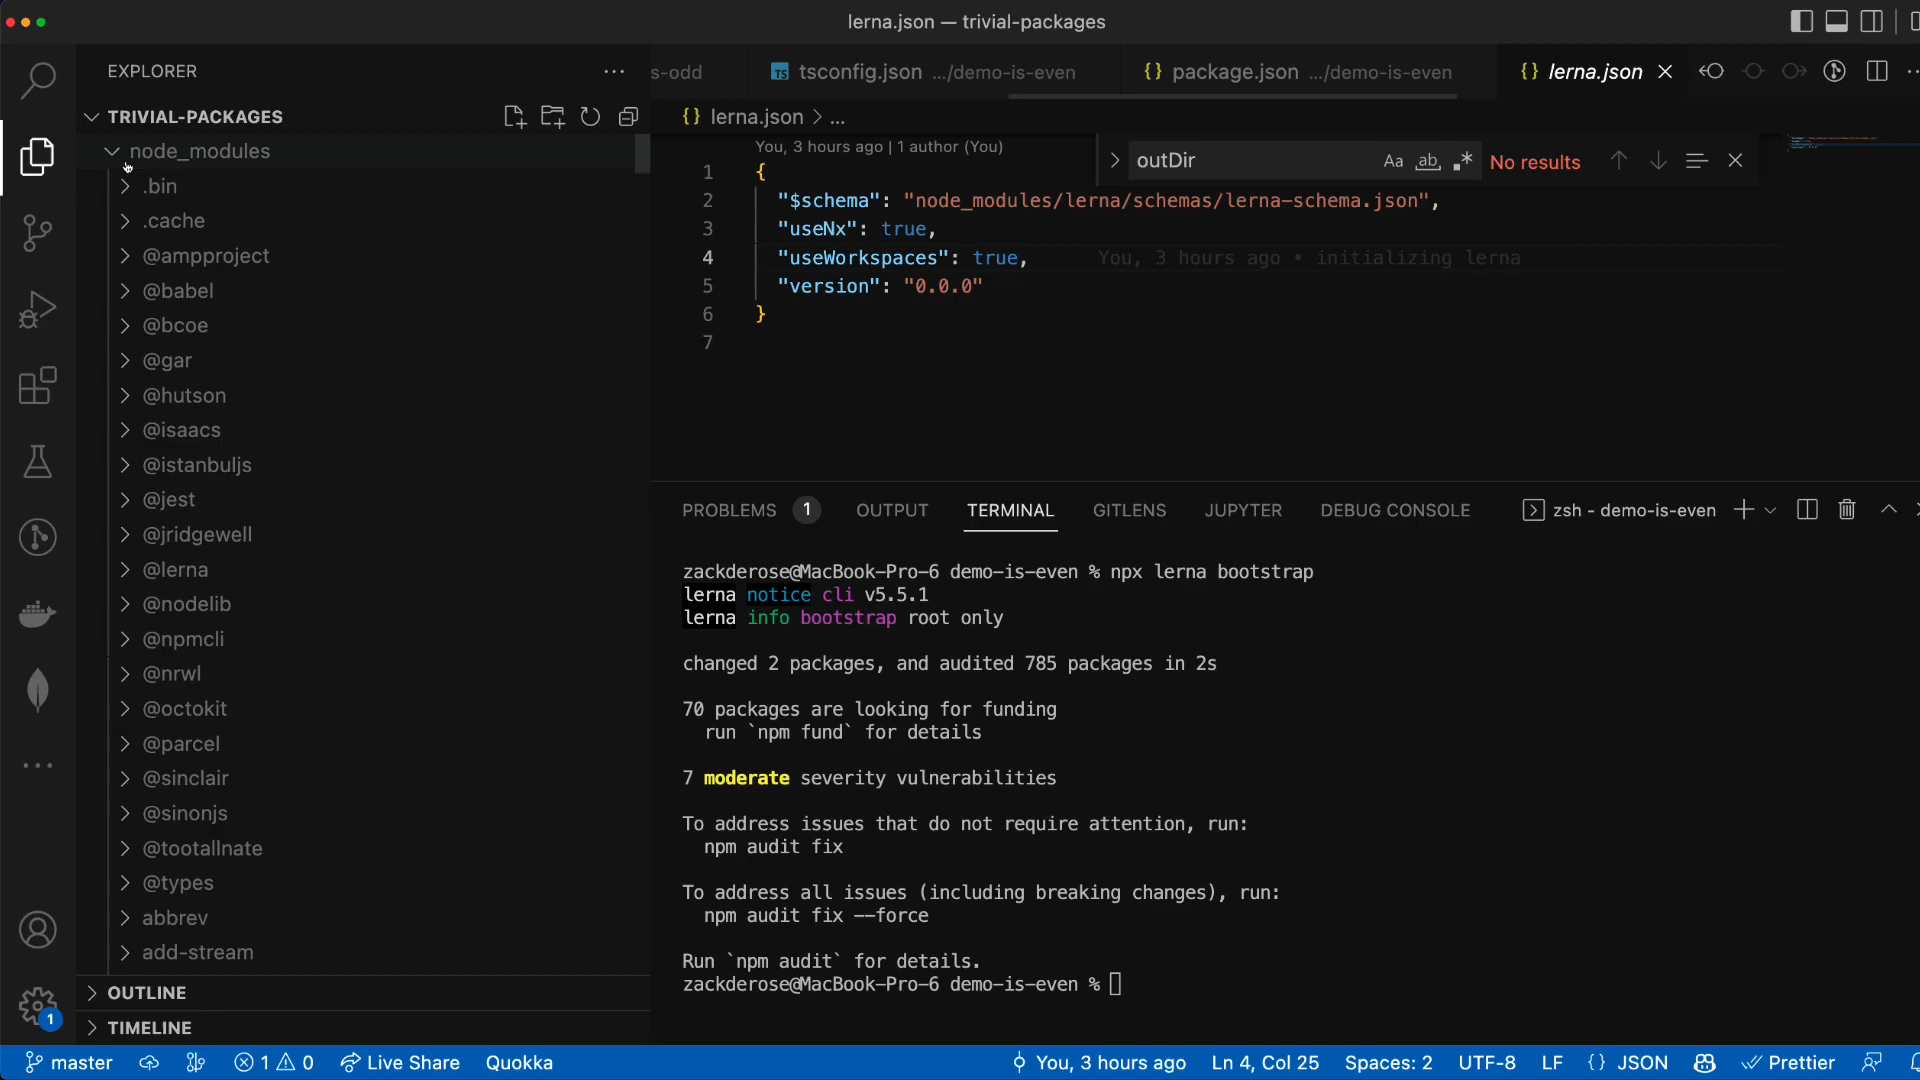 lerna.json — trivial-packages
EXPLORER
TRIVIAL-PACKAGES
node_modules
.bin
.cache
@ampproject
@babel
@bcoe
@gar
@hutson
@isaacs
@istanbuljs
@jest
@jridgewell
@lerna
@nodelib
@npmcli
@nrwl
@octokit
@parcel
@sinclair
@sinonjs
@tootallnate
@types
abbrev
add-stream
OUTLINE
TIMELINE
s-odd
TS tsconfig.json .../demo-is-even
{} package.json .../demo-is-even
{} lerna.json
{} lerna.json > ...
outDir
Aa ab .* No results
You, 3 hours ago | 1 author (You)
1 {
2 "$schema": "node_modules/lerna/schemas/lerna-schema.json",
3 "useNx": true,
4 "useWorkspaces": true, You, 3 hours ago • initializing lerna
5 "version": "0.0.0"
6 }
7
PROBLEMS 1 OUTPUT TERMINAL GITLENS JUPYTER DEBUG CONSOLE
zsh - demo-is-even
zackderose@MacBook-Pro-6 demo-is-even % npx lerna bootstrap
lerna notice cli v5.5.1
lerna info bootstrap root only
changed 2 packages, and audited 785 packages in 2s
70 packages are looking for funding
run `npm fund` for details
7 moderate severity vulnerabilities
To address issues that do not require attention, run:
npm audit fix
To address all issues (including breaking changes), run:
npm audit fix --force
Run `npm audit` for details.
zackderose@MacBook-Pro-6 demo-is-even %
1
master 1 0 Live Share Quokka You, 3 hours ago Ln 4, Col 25 Spaces: 2 UTF-8 LF {} JSON Prettier